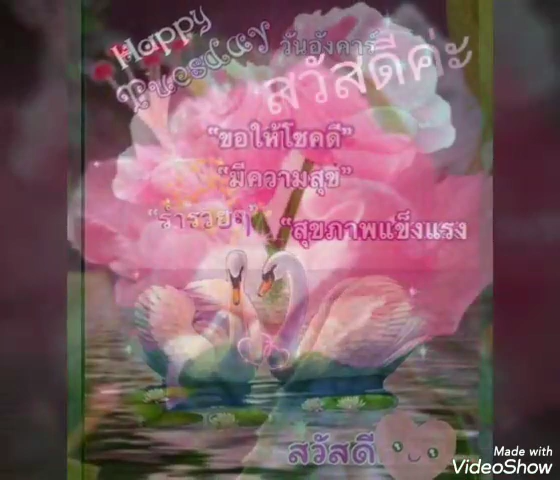 Happy
Tuesday วันอังคาร
สวัสดีค่ะ
“ขอให้โชคดี”
“มีความสุข”
“ร่ำรวยๆ” “สุขภาพแข็งแรง
สวัสดี
Made with
VideoShow